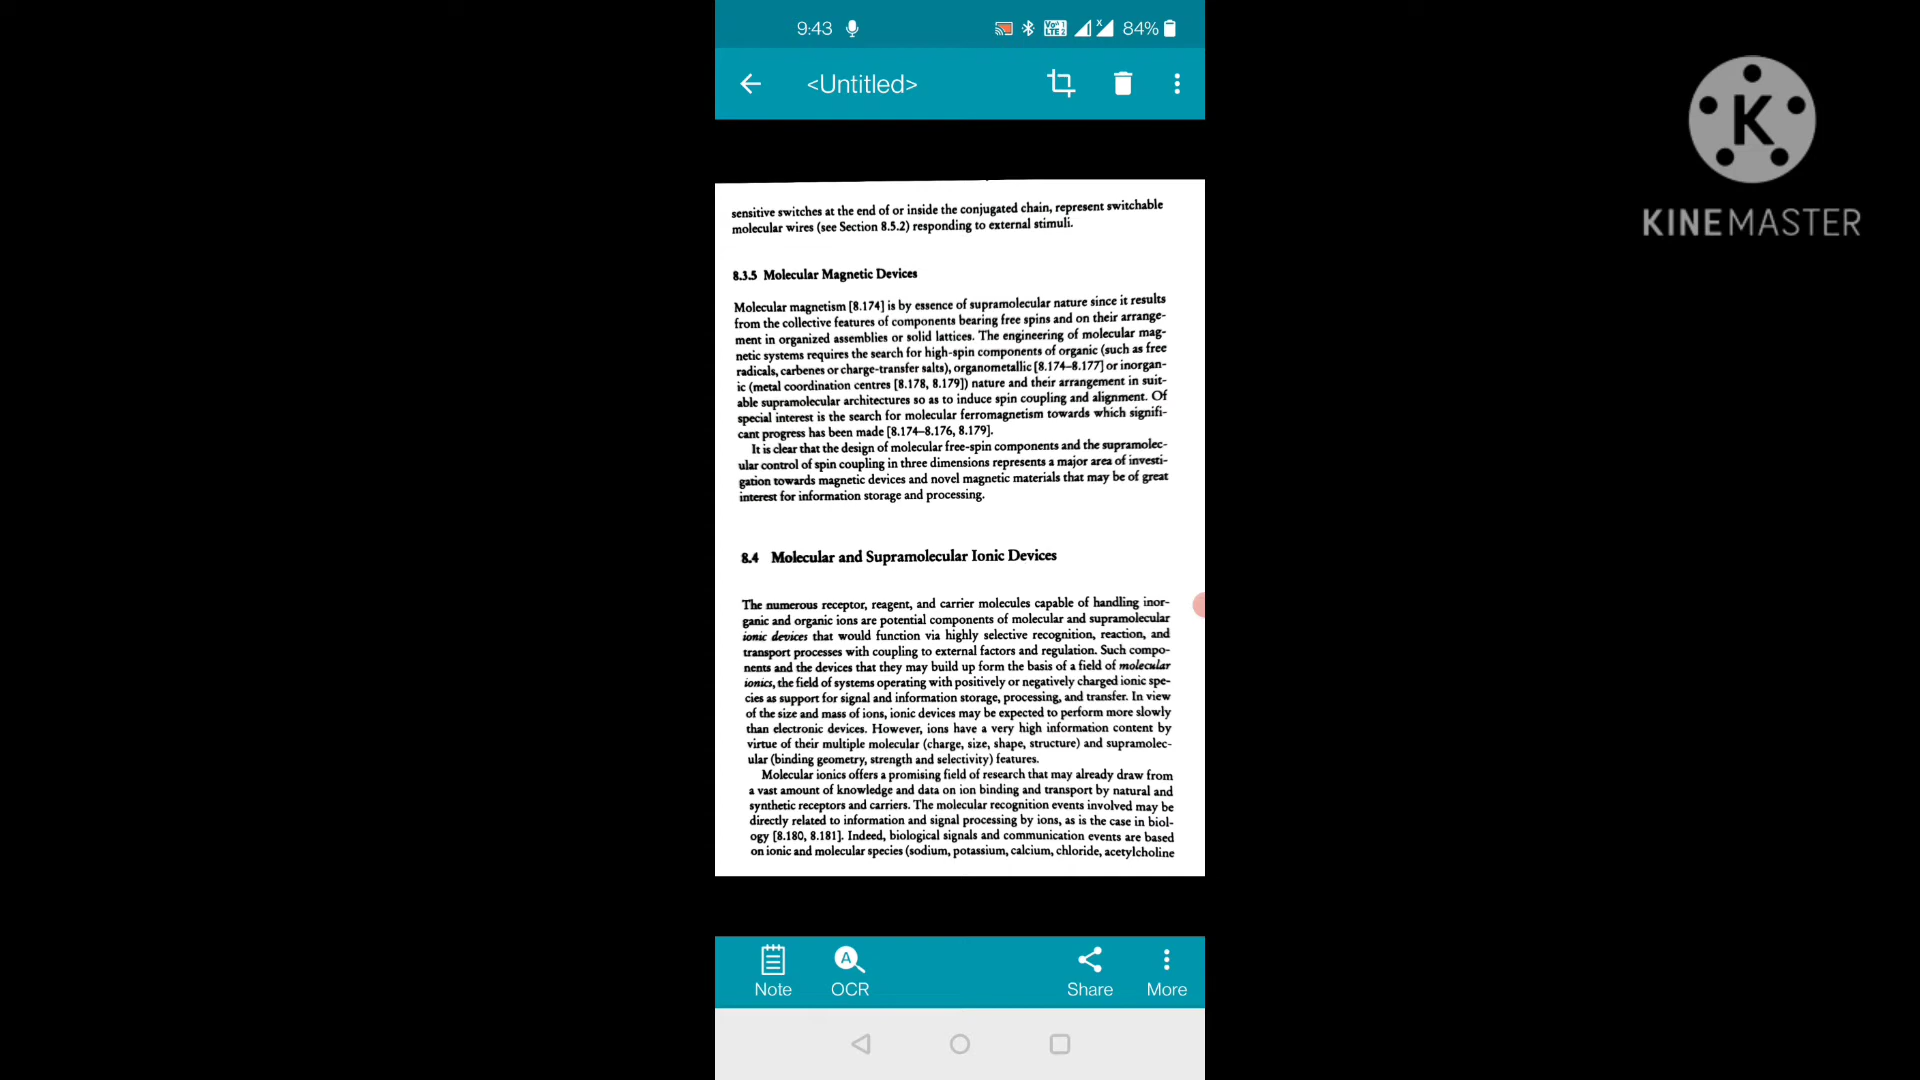 9:43
84%
<Untitled>
KINEMASTER
sensitive switches at the end of or inside the conjugated chain, represent switchable
molecular wires (see Section 8.5.2) responding to external stimuli.
8.3.5 Molecular Magnetic Devices
Molecular magnetism [8.174] is by essence of supramolecular nature since it results
from the collective features of components bearing free spins and on their arrange-
ment in organized assemblies or solid lattices. The engineering of molecular mag-
netic systems requires the search for high-spin components of organic (such as free
radicals, carbenes or charge-transfer salts), organometallic [8.174–8.177] or inorgan-
ic (metal coordination centres [8.178, 8.179]) nature and their arrangement in suit-
able supramolecular architectures so as to induce spin coupling and alignment. Of
special interest is the search for molecular ferromagnetism towards which signifi-
cant progress has been made [8.174–8.176, 8.179].
It is clear that the design of molecular free-spin components and the supramolec-
ular control of spin coupling in three dimensions represents a major area of investi-
gation towards magnetic devices and novel magnetic materials that may be of great
interest for information storage and processing.
8.4 Molecular and Supramolecular Ionic Devices
The numerous receptor, reagent, and carrier molecules capable of handling inor-
ganic and organic ions are potential components of molecular and supramolecular
ionic devices that would function via highly selective recognition, reaction, and
transport processes with coupling to external factors and regulation. Such compo-
nents and the devices that they may build up form the basis of a field of molecular
ionics, the field of systems operating with positively or negatively charged ionic spe-
cies as support for signal and information storage, processing, and transfer. In view
of the size and mass of ions, ionic devices may be expected to perform more slowly
than electronic devices. However, ions have a very high information content by
virtue of their multiple molecular (charge, size, shape, structure) and supramolec-
ular (binding geometry, strength and selectivity) features.
Molecular ionics offers a promising field of research that may already draw from
a vast amount of knowledge and data on ion binding and transport by natural and
synthetic receptors and carriers. The molecular recognition events involved may be
directly related to information and signal processing by ions, as is the case in biol-
ogy [8.180, 8.181]. Indeed, biological signals and communication events are based
on ionic and molecular species (sodium, potassium, calcium, chloride, acetylcholine
Note OCR Share More